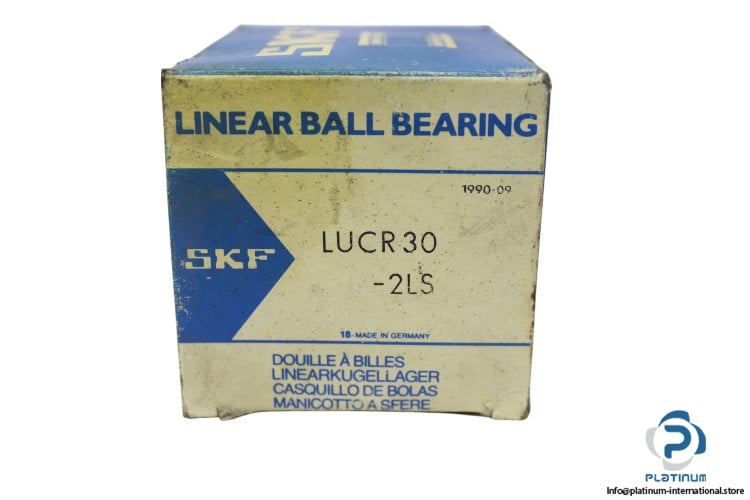 SKF
LINEAR BALL BEARING
1990-09
SKF
LUCR30
-2LS
18-MADE IN GERMANY
DOUILLE À BILLES
LINEARKUGELLAGER
CASQUILLO DE BOLAS
MANICOTTO A SFERE
PLATINUM
Info@platinum-international.store